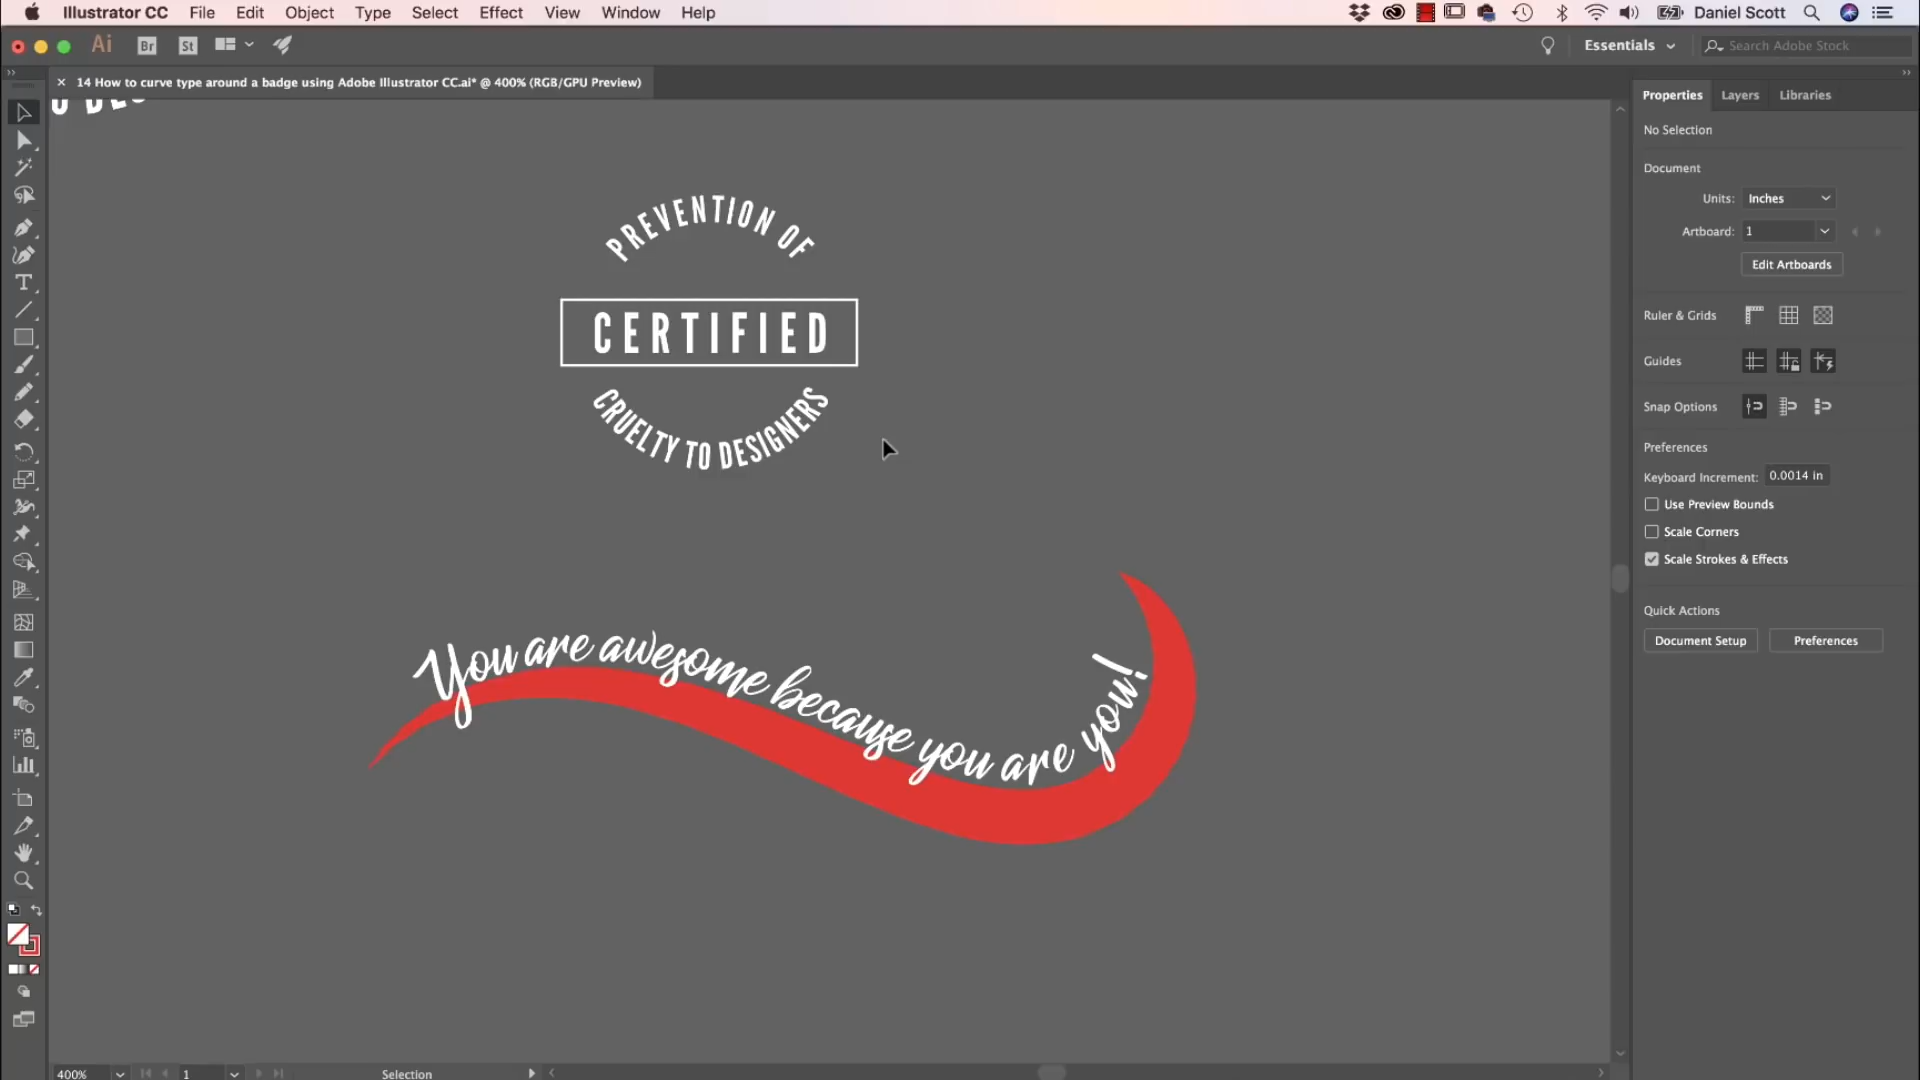 Illustrator CC File Edit Object Type Select Effect View Window Help Daniel Scott
Ai Br St Essentials Search Adobe Stock
× 14 How to curve type around a badge using Adobe Illustrator CC.ai* @ 400% (RGB/GPU Preview)
PREVENTION OF
CERTIFIED
CRUELTY TO DESIGNERS
You are awesome because you are you!
Properties Layers Libraries
No Selection
Document
Units: Inches
Artboard: 1
Edit Artboards
Ruler & Grids
Guides
Snap Options
Preferences
Keyboard Increment: 0.0014 in
Use Preview Bounds
Scale Corners
Scale Strokes & Effects
Quick Actions
Document Setup Preferences
400% 1 Selection